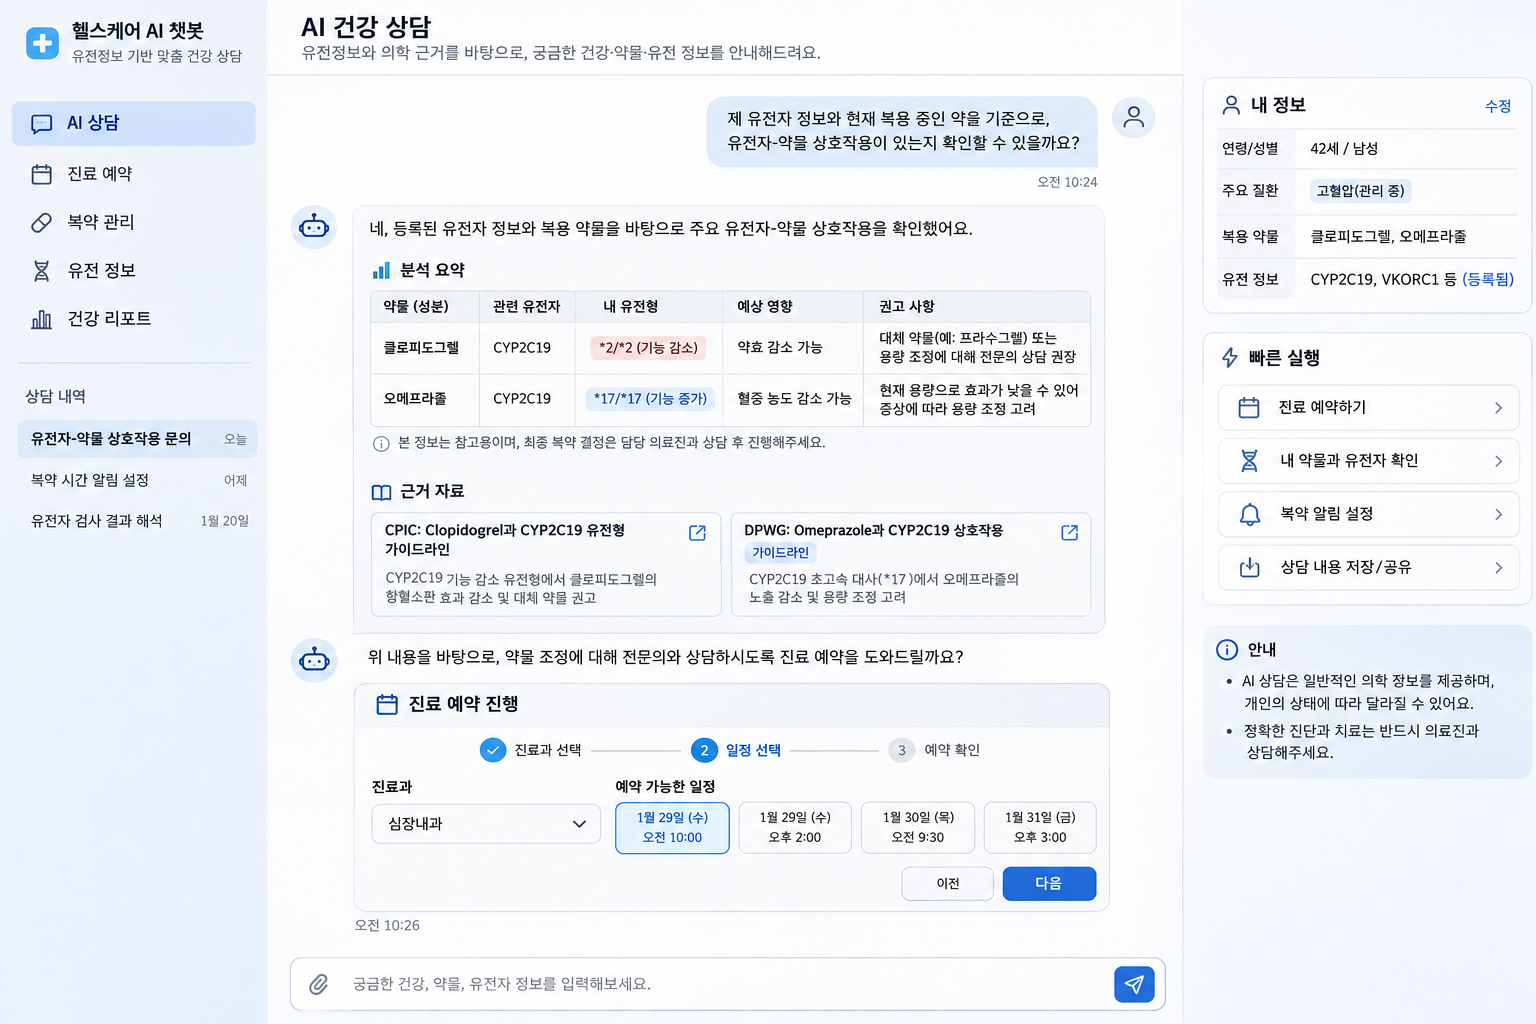 헬스케어 AI 챗봇
유전정보 기반 맞춤 건강 상담
AI 상담
진료 예약
복약 관리
유전 정보
건강 리포트
상담 내역
유전자-약물 상호작용 문의 오늘
복약 시간 알림 설정 어제
유전자 검사 결과 해석 1월 20일
AI 건강 상담
유전정보와 의학 근거를 바탕으로, 궁금한 건강·약물·유전 정보를 안내해드려요.
제 유전자 정보와 현재 복용 중인 약을 기준으로,
유전자-약물 상호작용이 있는지 확인할 수 있을까요?
오전 10:24
네, 등록된 유전자 정보와 복용 약물을 바탕으로 주요 유전자-약물 상호작용을 확인했어요.
분석 요약
약물 (성분) 관련 유전자 내 유전형 예상 영향 권고 사항
클로피도그렐 CYP2C19 *2/*2 (기능 감소) 약효 감소 가능 대체 약물(예: 프라수그렐) 또는
용량 조정에 대해 전문의 상담 권장
오메프라졸 CYP2C19 *17/*17 (기능 증가) 혈중 농도 감소 가능 현재 용량으로 효과가 낮을 수 있어
증상에 따라 용량 조정 고려
본 정보는 참고용이며, 최종 복약 결정은 담당 의료진과 상담 후 진행해주세요.
근거 자료
CPIC: Clopidogrel과 CYP2C19 유전형
가이드라인
CYP2C19 기능 감소 유전형에서 클로피도그렐의
항혈소판 효과 감소 및 대체 약물 권고
DPWG: Omeprazole과 CYP2C19 상호작용
가이드라인
CYP2C19 초고속 대사(*17 )에서 오메프라졸의
노출 감소 및 용량 조정 고려
위 내용을 바탕으로, 약물 조정에 대해 전문의와 상담하시도록 진료 예약을 도와드릴까요?
진료 예약 진행
진료과 선택
2 일정 선택
3 예약 확인
진료과
심장내과
예약 가능한 일정
1월 29일 (수)
오전 10:00
1월 29일 (수)
오후 2:00
1월 30일 (목)
오전 9:30
1월 31일 (금)
오후 3:00
이전
다음
오전 10:26
궁금한 건강, 약물, 유전자 정보를 입력해보세요.
내 정보 수정
연령/성별 42세 / 남성
주요 질환 고혈압(관리 중)
복용 약물 클로피도그렐, 오메프라졸
유전 정보 CYP2C19, VKORC1 등 (등록됨)
빠른 실행
진료 예약하기
내 약물과 유전자 확인
복약 알림 설정
상담 내용 저장/공유
안내
• AI 상담은 일반적인 의학 정보를 제공하며,
개인의 상태에 따라 달라질 수 있어요.
• 정확한 진단과 치료는 반드시 의료진과
상담해주세요.